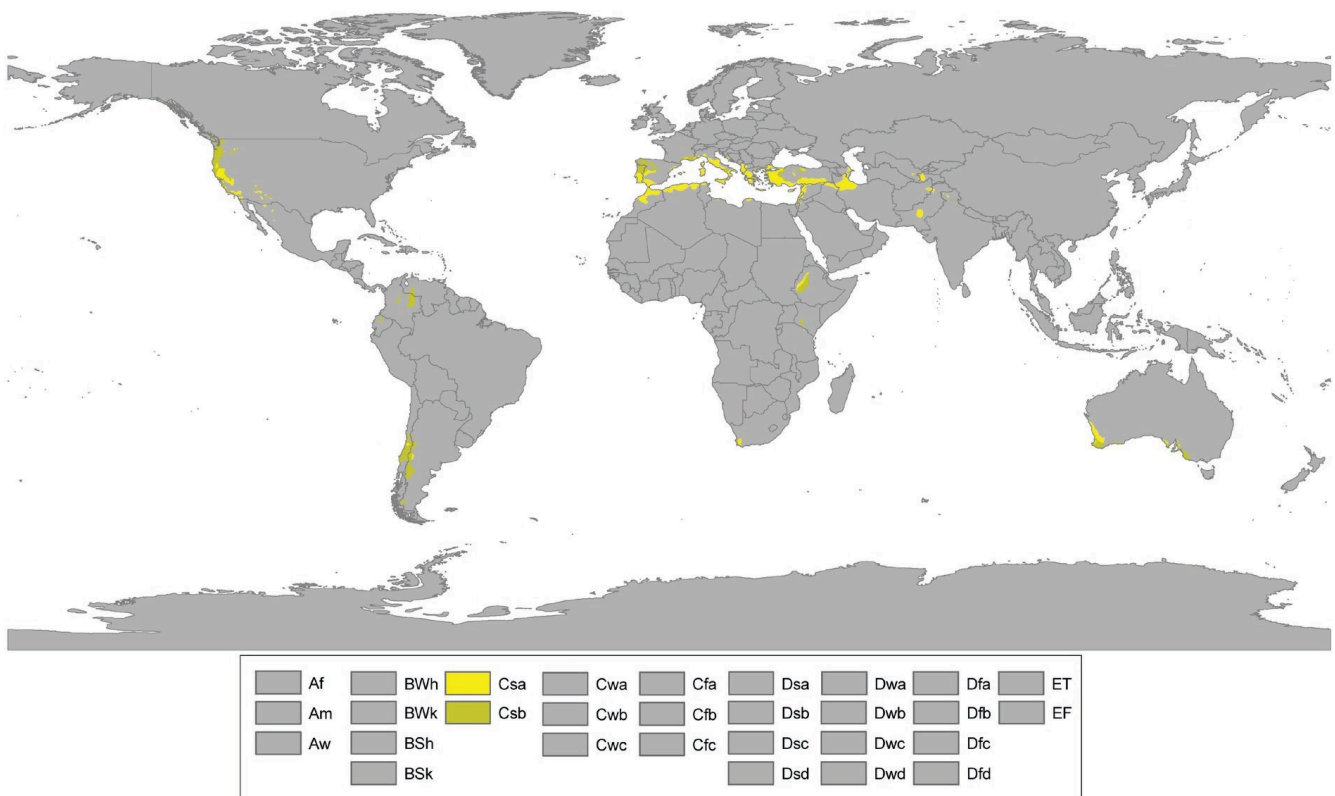 Af BWh Csa Cwa Cfa Dsa Dwa Dfa ET
Am BWk Csb Cwb Cfb Dsb Dwb Dfb EF
Aw BSh Cwc Cfc Dsc Dwc Dfc
BSk Dsd Dwd Dfd